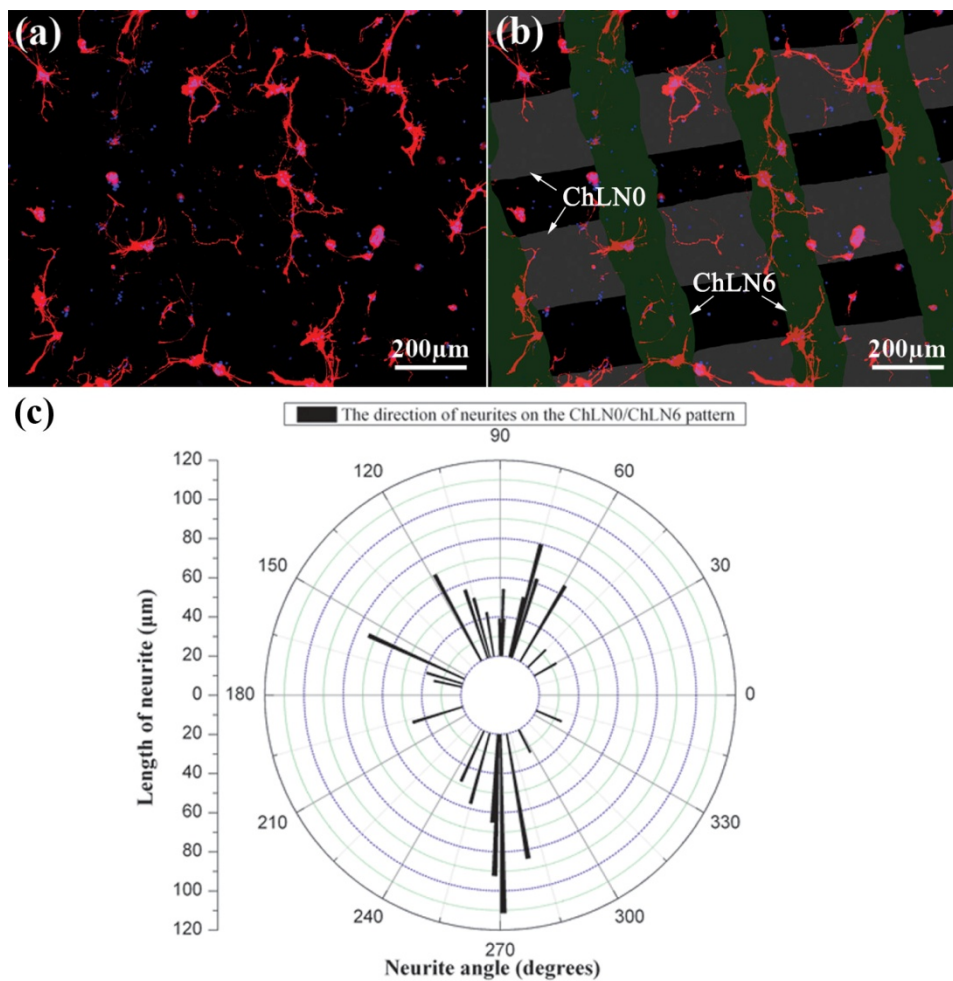 (a)
200μm
(b)
ChLN0
ChLN6
200μm
(c)
The direction of neurites on the ChLN0/ChLN6 pattern
90
120
60
150
30
180
0
210
330
240
300
270
120
100
80
60
40
20
0
20
40
60
80
100
120
Length of neurite (μm)
Neurite angle (degrees)